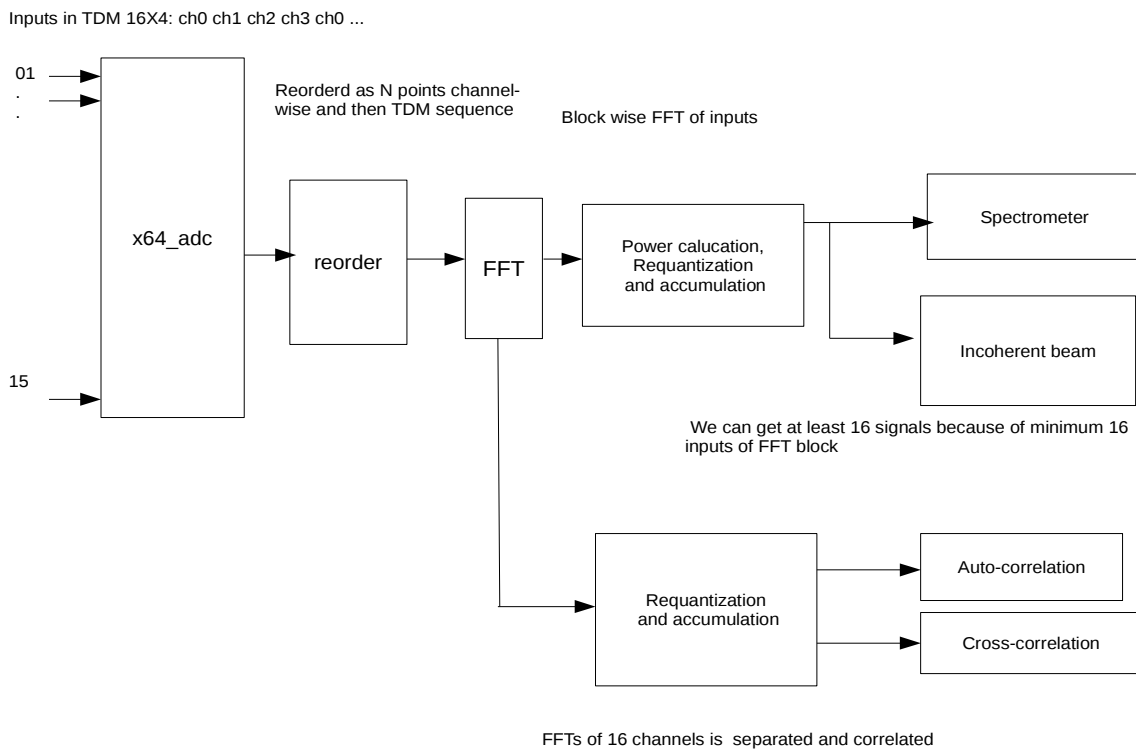 Inputs in TDM 16X4: ch0 ch1 ch2 ch3 ch0 ...
01
.
.
15
x64_adc
Reorderd as N points channel-
wise and then TDM sequence
reorder
Block wise FFT of inputs
FFT
Power calucation,
Requantization
and accumulation
Spectrometer
Incoherent beam
We can get at least 16 signals because of minimum 16
inputs of FFT block
Requantization
and accumulation
Auto-correlation
Cross-correlation
FFTs of 16 channels is  separated and correlated